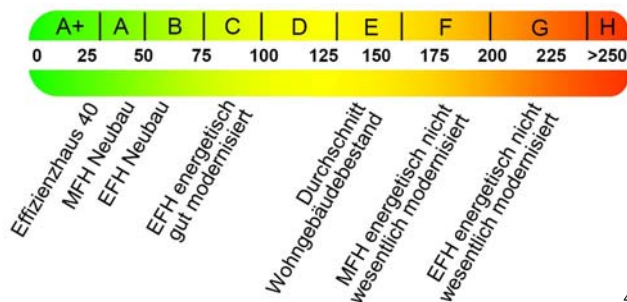 A+ A B C D E F G H
0 25 50 75 100 125 150 175 200 225 >250
Effizienzhaus 40
MFH Neubau
EFH Neubau
EFH energetisch
gut modernisiert
Durchschnitt
Wohngebäudebestand
MFH energetisch nicht
wesentlich modernisiert
EFH energetisch nicht
wesentlich modernisiert